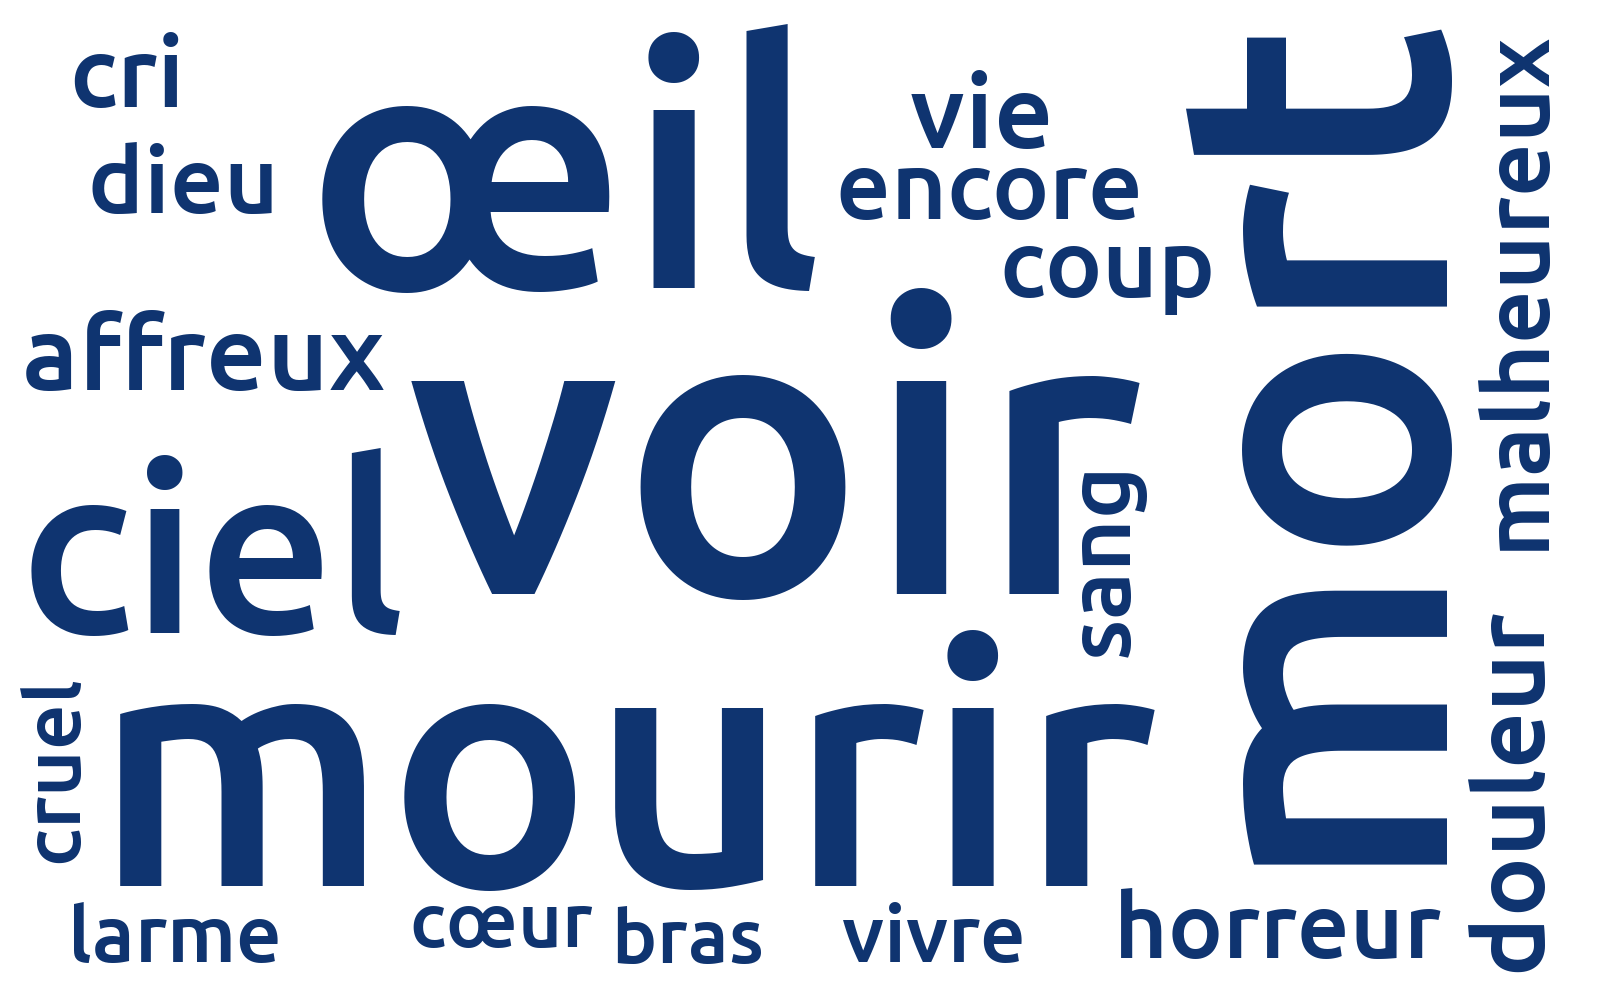 cri
œil
vie
mort
malheureux
dieu
encore
coup
affreux
voir
ciel
sang
mourir
cruel
douleur
larme
cœur
bras
vivre
horreur